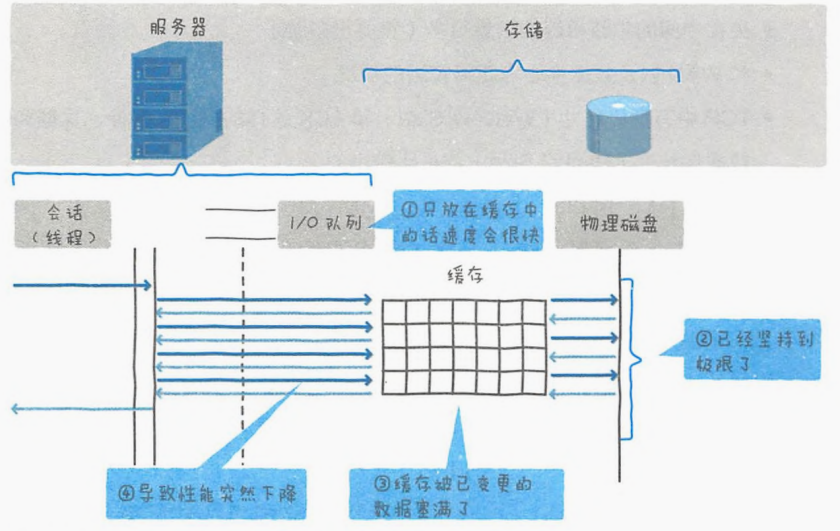 服务器
存储
会话
（线程）
I/O 队列
①只放在缓存中
的话速度会很快
物理磁盘
缓存
②已经坚持到
极限了
④导致性能突然下降
③缓存被已变更的
数据塞满了